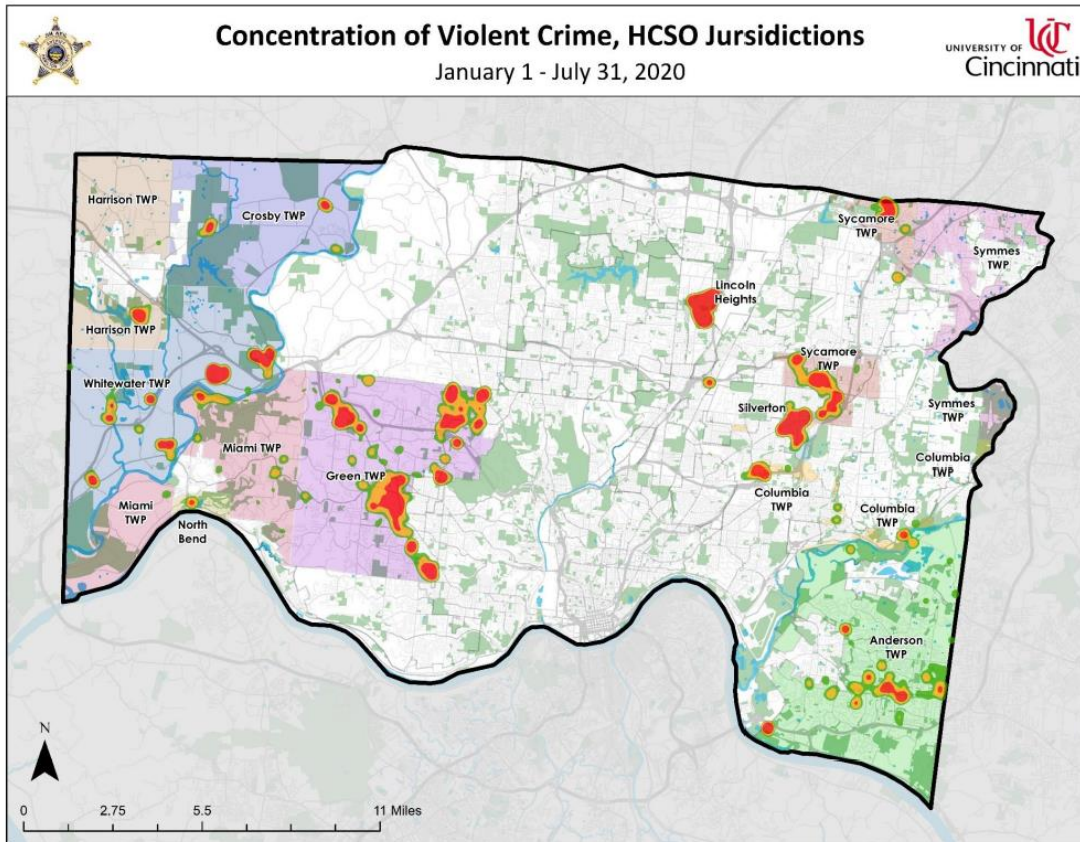 Concentration of Violent Crime, HCSO Jursidictions
January 1 - July 31, 2020
UNIVERSITY OF UC
Cincinnati
Harrison TWP
Crosby TWP
Sycamore
TWP
Symmes
TWP
Lincoln
Heights
Harrison TWP
Sycamore
TWP
Whitewater TWP
Silverton
Symmes
TWP
Miami TWP
Columbia
TWP
Green TWP
Columbia
TWP
Miami
TWP
Columbia
TWP
North
Bend
Anderson
TWP
N
0 2.75 5.5 11 Miles